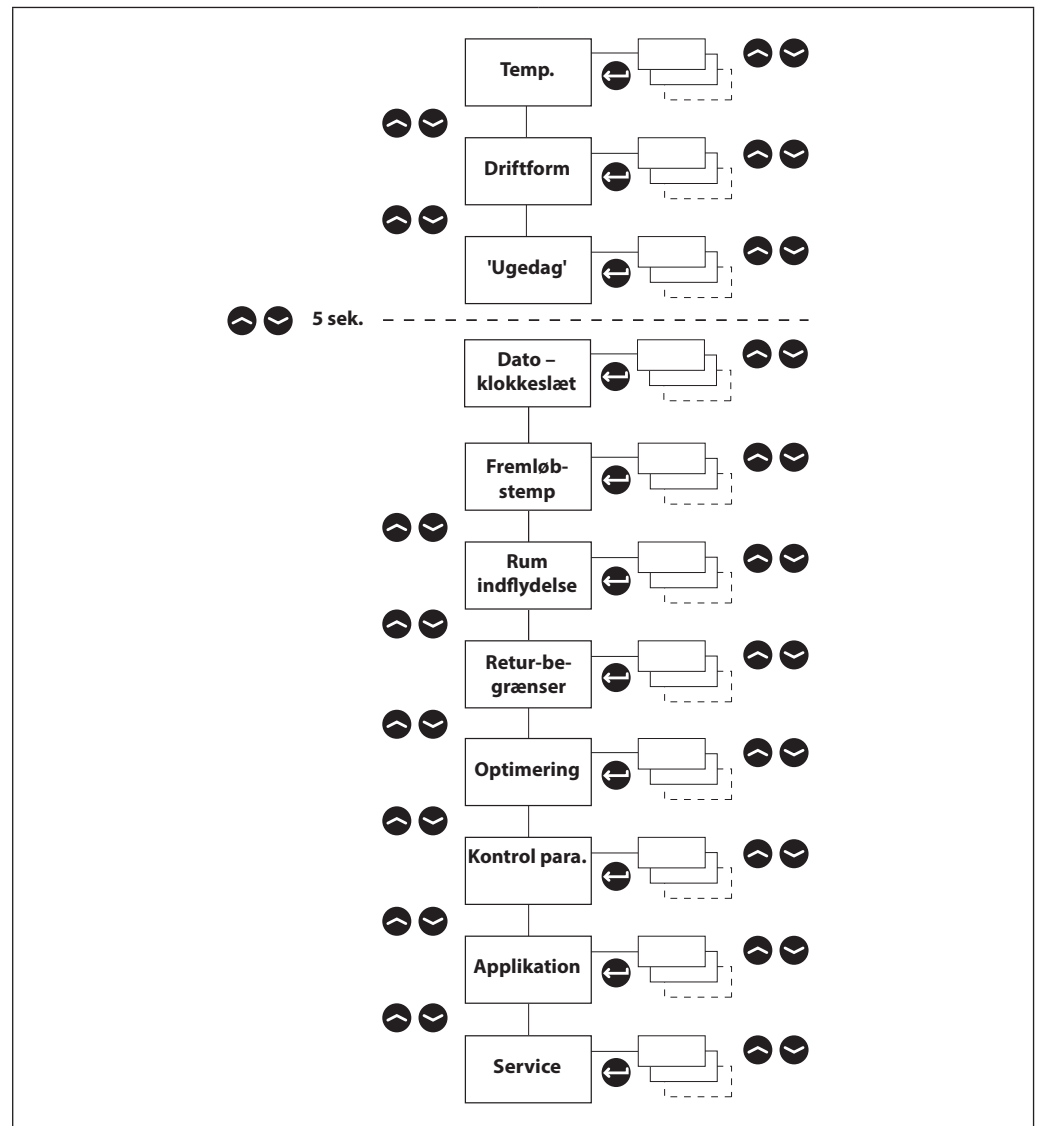 Temp.
Driftform
'Ugedag'
5 sek.
Dato –
klokkeslæt
Fremløb-
stemp
Rum
indflydelse
Retur-be-
grænser
Optimering
Kontrol para.
Applikation
Service